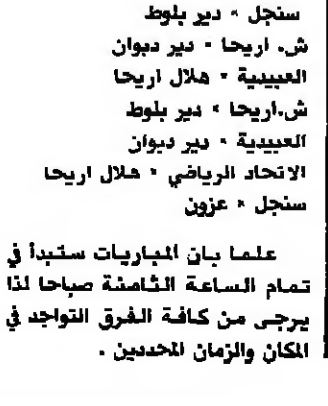 سنجل × دير بلوط
ش. اريحا × دير دبوان
العبيدية × هلال اريحا
ش.اريحا × دير بلوط
العبيدية × دير دبوان
الاتحاد الرياضي × هلال اريحا
سنجل × عزون
علما بان المباريات ستبدأ في
تمام الساعة الثامنة صباحا لذا
يرجى من كافة الفرق التواجد في
المكان والزمان المحددين .